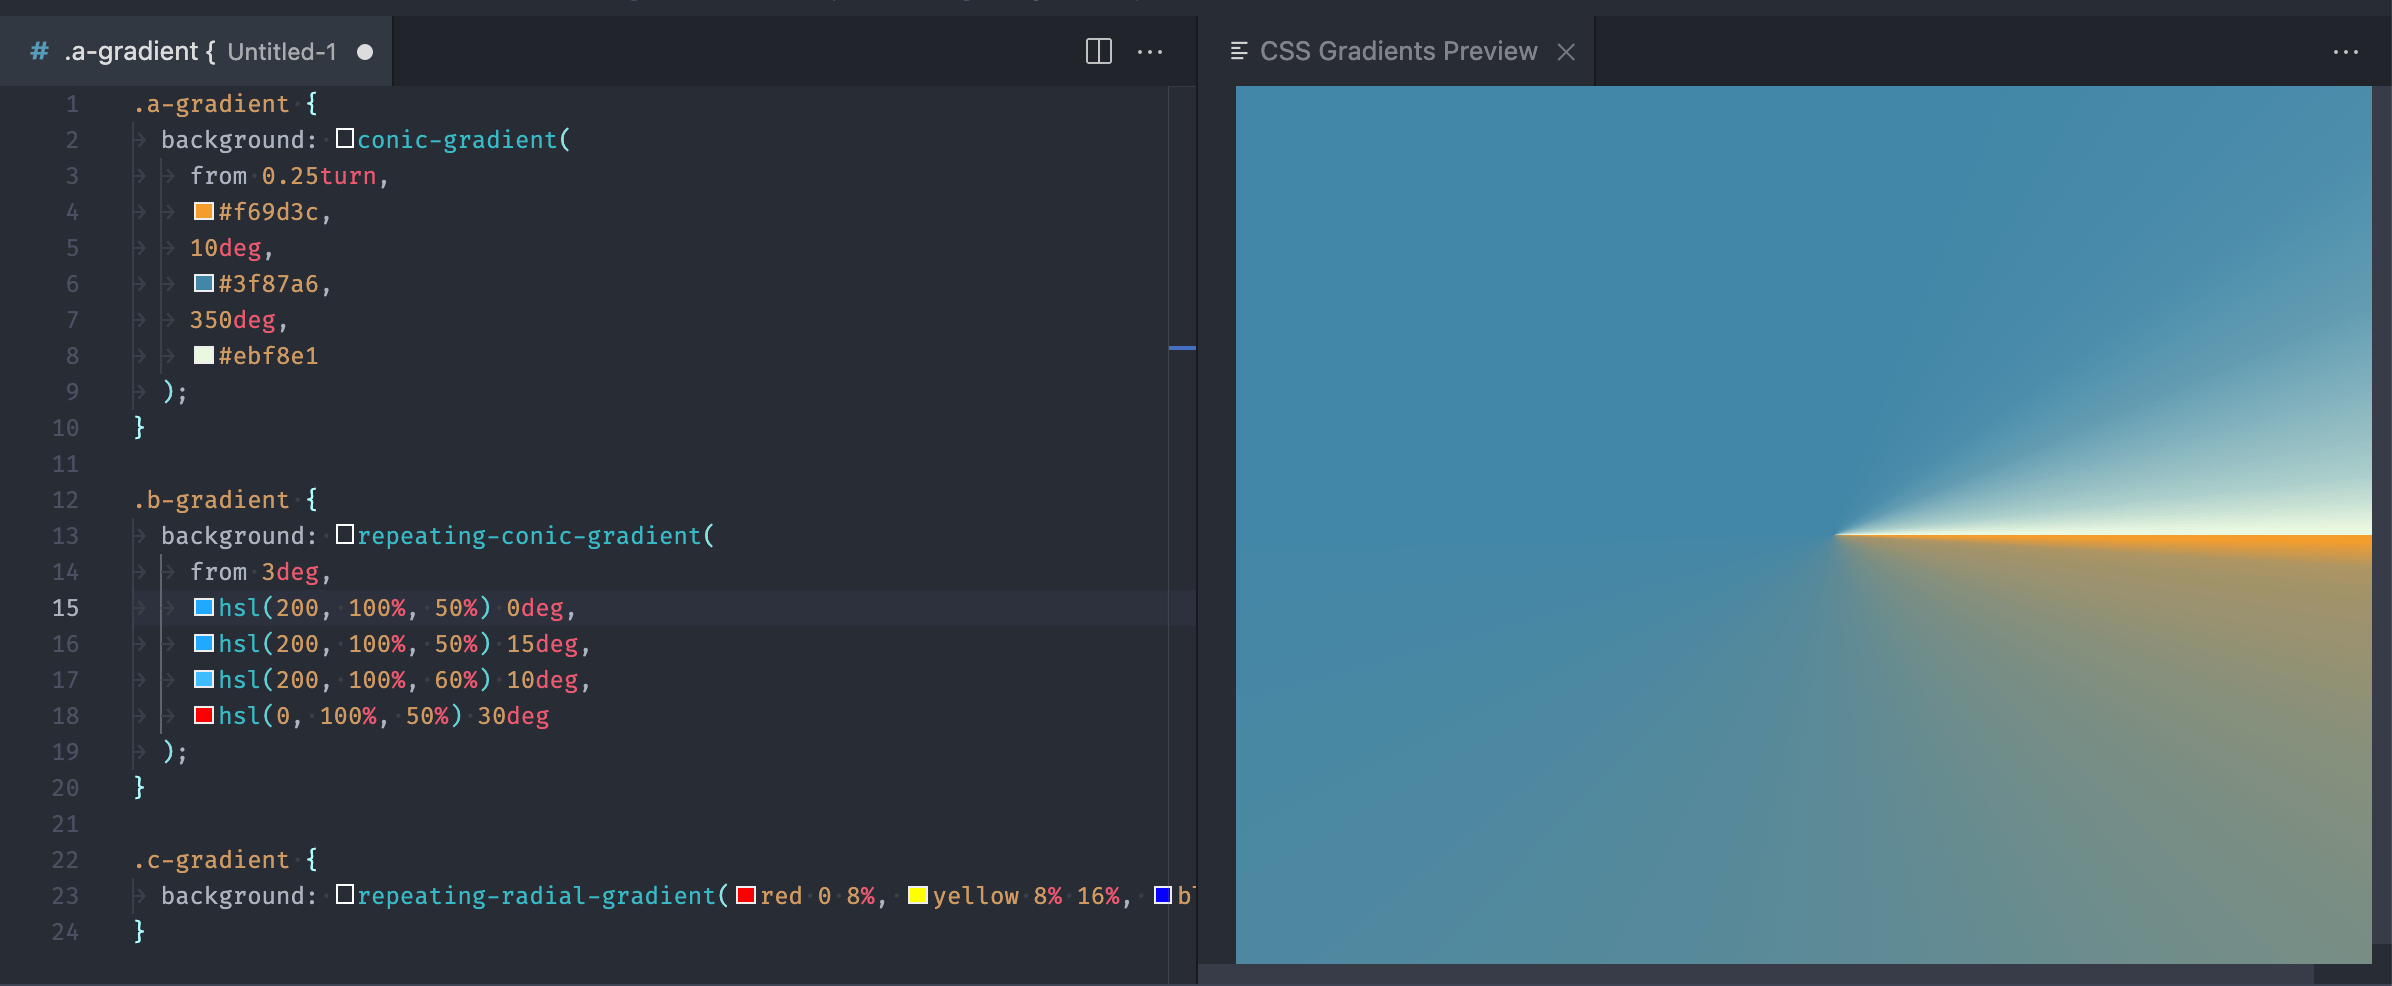 # .a-gradient { Untitled-1
CSS Gradients Preview
1 .a-gradient {
2 background: conic-gradient(
3 from 0.25turn,
4 #f69d3c,
5 10deg,
6 #3f87a6,
7 350deg,
8 #ebf8e1
9 );
10 }
11
12 .b-gradient {
13 background: repeating-conic-gradient(
14 from 3deg,
15 hsl(200, 100%, 50%) 0deg,
16 hsl(200, 100%, 50%) 15deg,
17 hsl(200, 100%, 60%) 10deg,
18 hsl(0, 100%, 50%) 30deg
19 );
20 }
21
22 .c-gradient {
23 background: repeating-radial-gradient(red 0 8%, yellow 8% 16%,
24 }